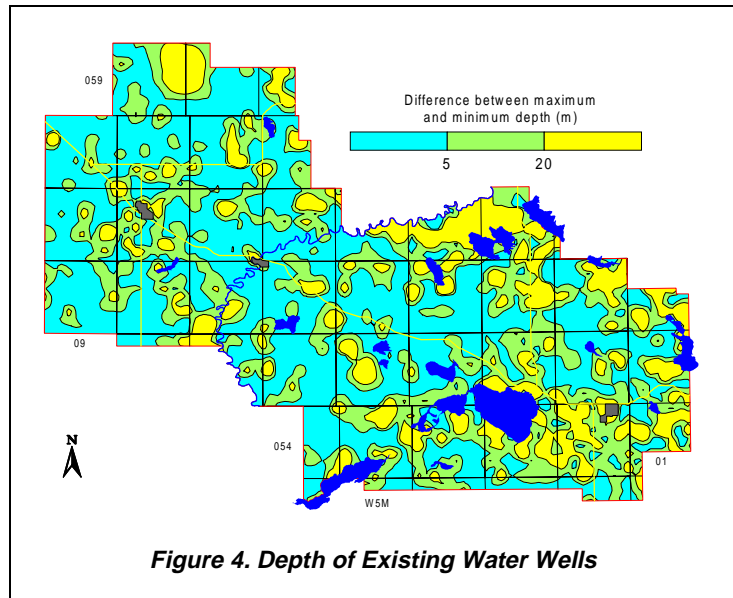 059
Difference between maximum
and minimum depth (m)
5 20
09
054
N
01
W5M
Figure 4. Depth of Existing Water Wells